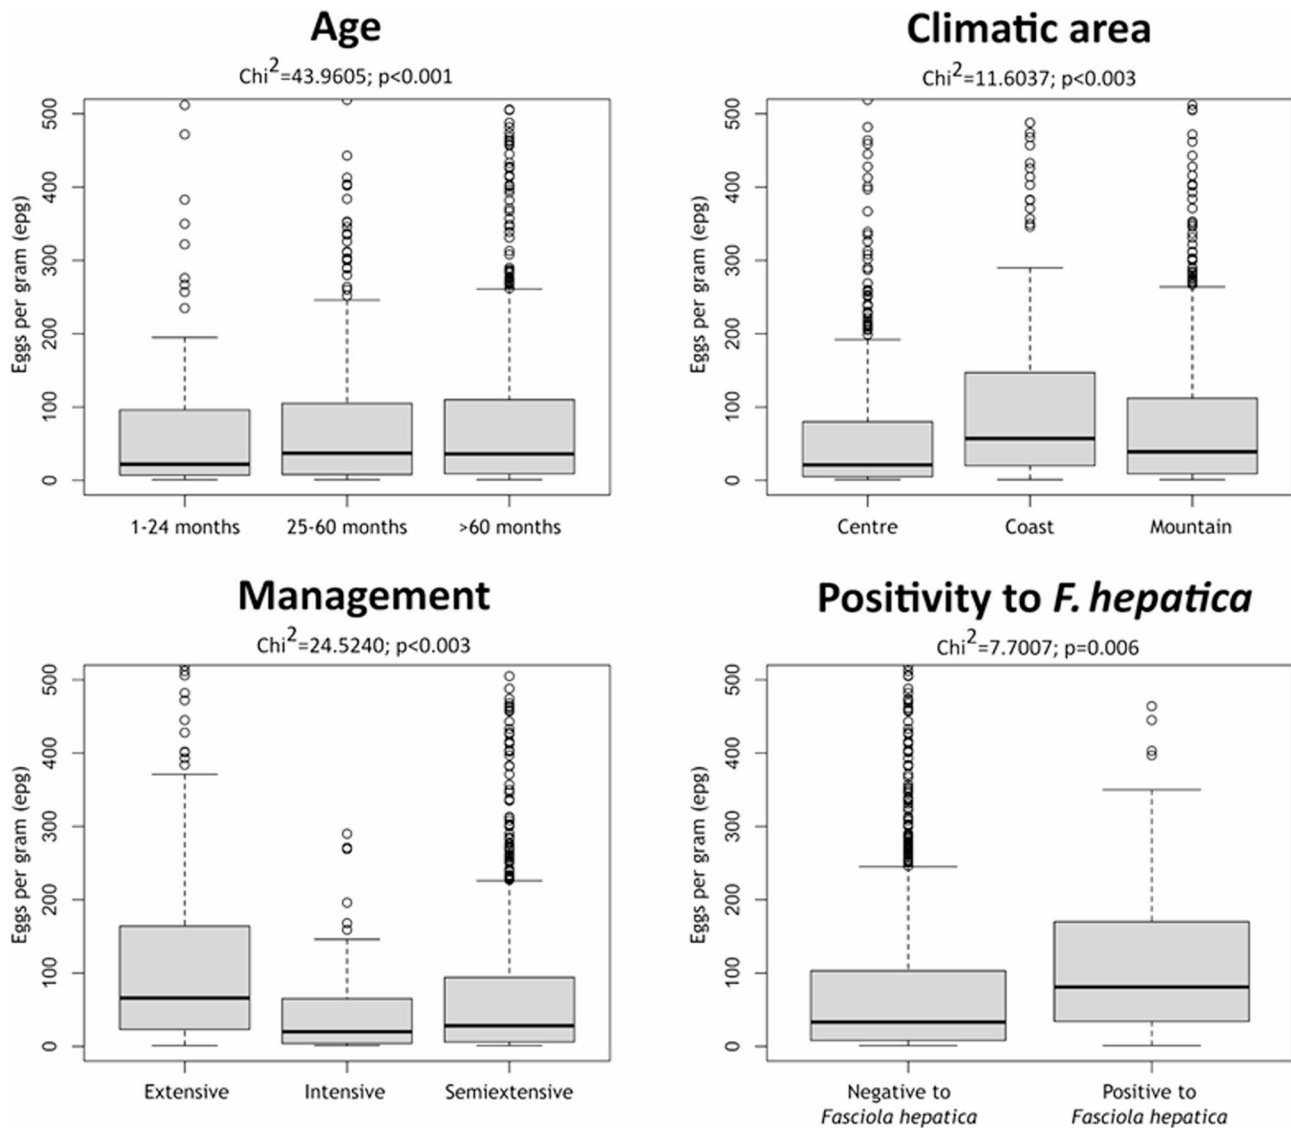 Age
Chi2=43.9605; p<0.001
Eggs per gram (epg)
500
400
300
200
100
0
1-24 months
25-60 months
>60 months
Climatic area
Chi2=11.6037; p<0.003
Eggs per gram (epg)
500
400
300
200
100
0
Centre
Coast
Mountain
Management
Chi2=24.5240; p<0.003
Eggs per gram (epg)
500
400
300
200
100
0
Extensive
Intensive
Semiextensive
Positivity to F. hepatica
Chi2=7.7007; p=0.006
Eggs per gram (epg)
500
400
300
200
100
0
Negative to
Fasciola hepatica
Positive to
Fasciola hepatica